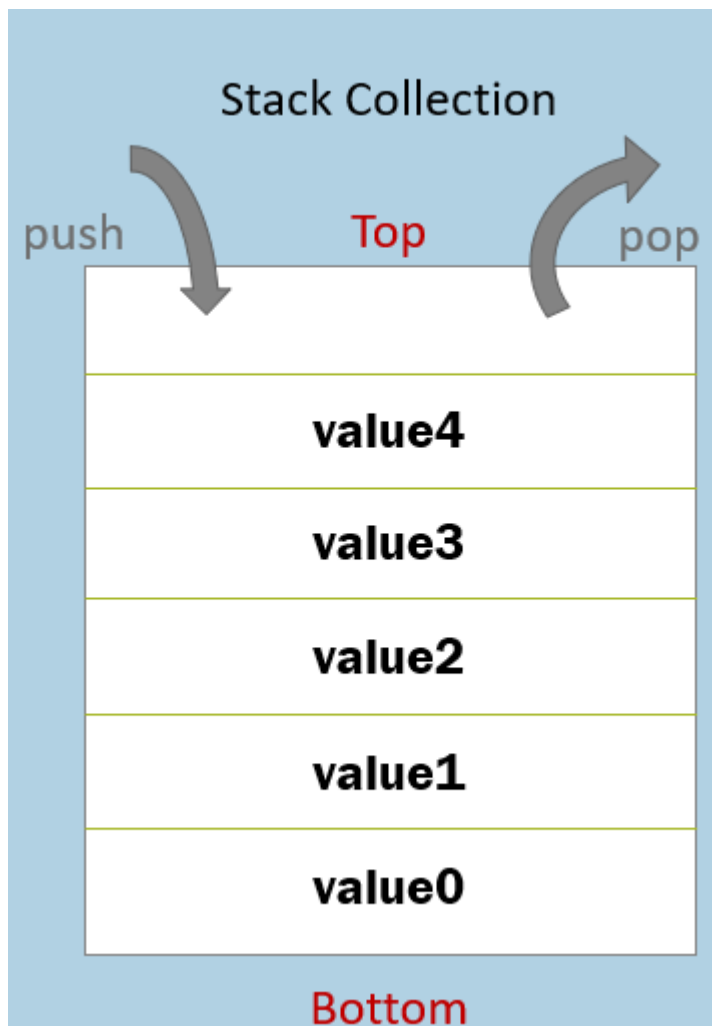 Stack Collection
push
Top
pop
value4
value3
value2
value1
value0
Bottom